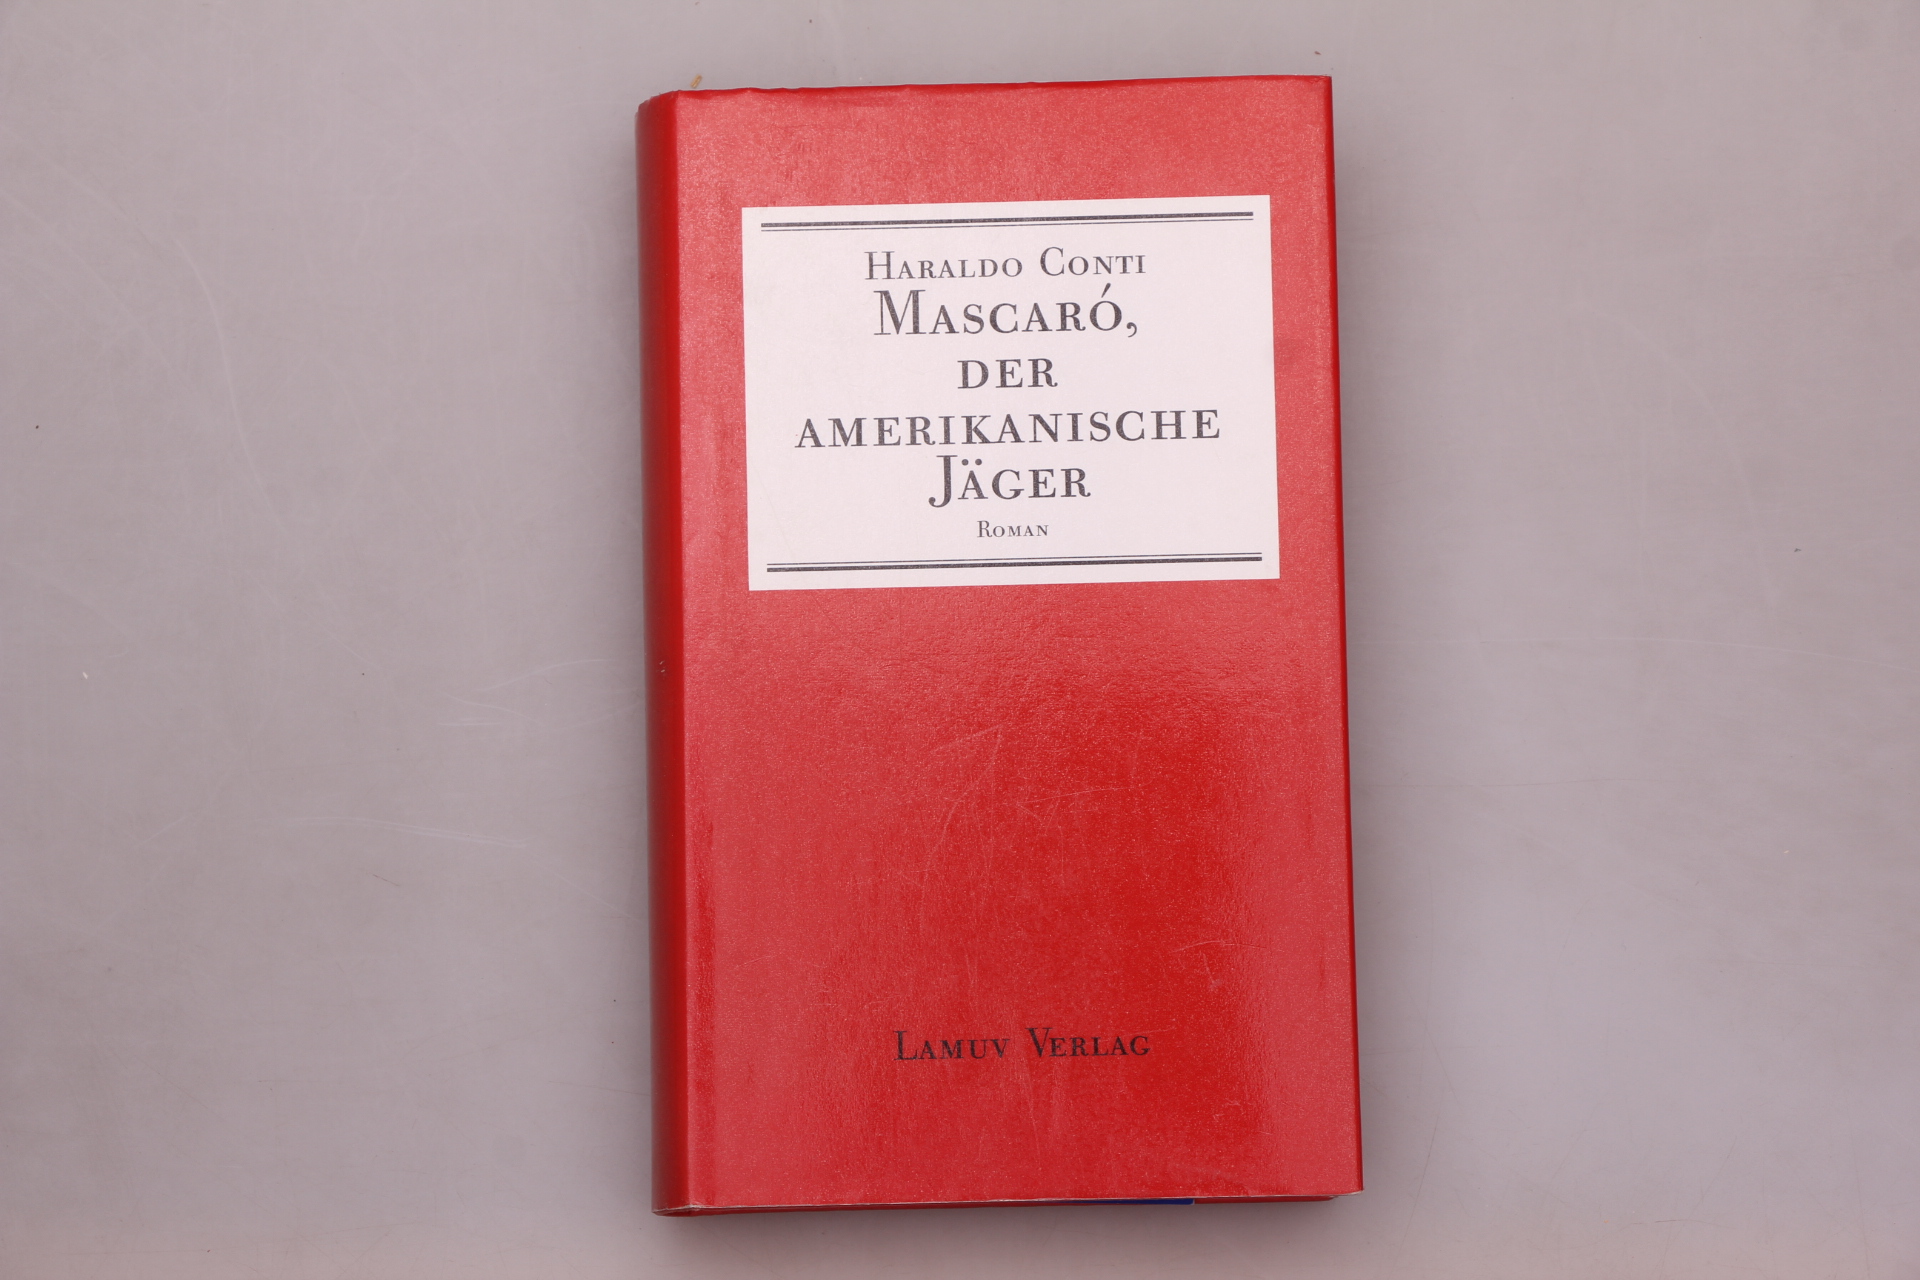 Haraldo Conti
Mascaró,
der
amerikanische
Jäger
Roman
Lamuv Verlag